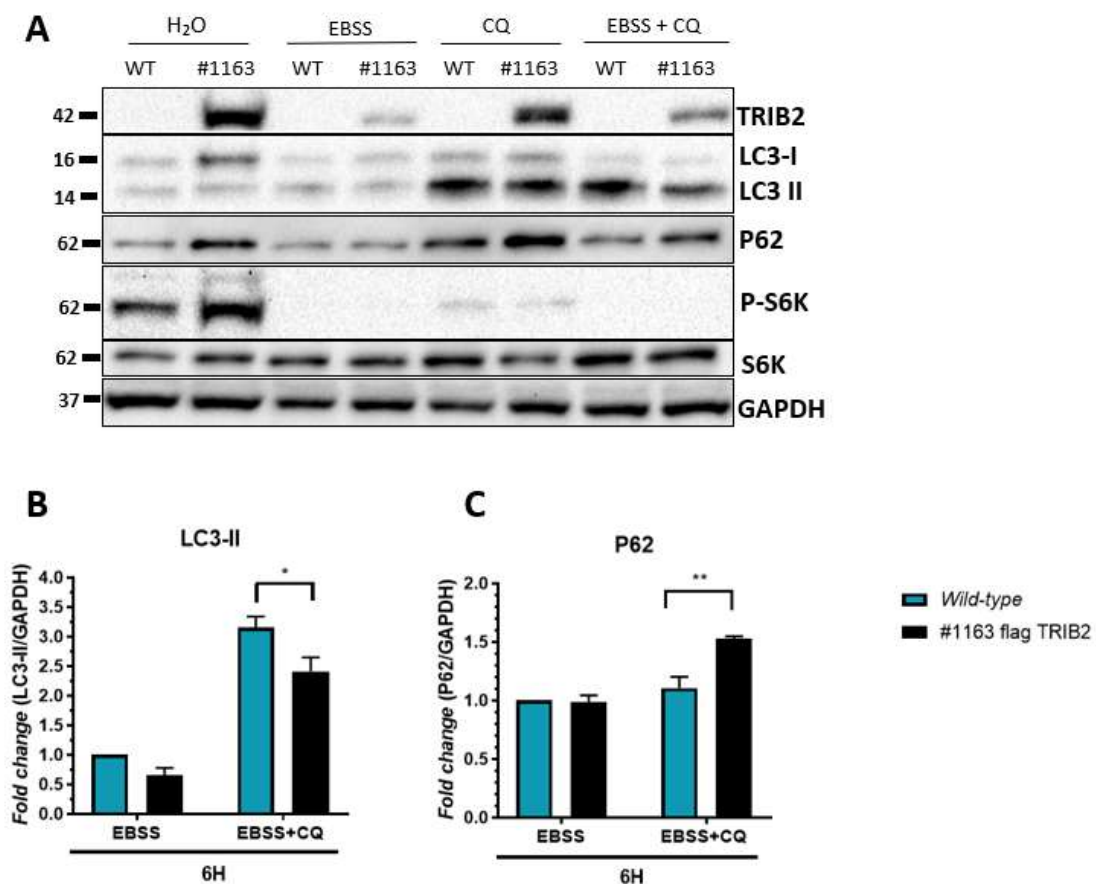 A
H₂O EBSS CQ EBSS + CQ
WT #1163 WT #1163 WT #1163 WT #1163
42 TRIB2
16 LC3-I
14 LC3 II
62 P62
62 P-S6K
62 S6K
37 GAPDH
B
LC3-II
Fold change (LC3-II/GAPDH)
4.0
3.5
3.0
2.5
2.0
1.5
1.0
0.5
0.0
*
EBSS EBSS+CQ
6H
C
P62
Fold change (P62/GAPDH)
2.0
1.5
1.0
0.5
0.0
**
EBSS EBSS+CQ
6H
Wild-type
#1163 flag TRIB2